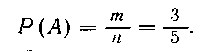 P(A) = m/n = 3/5.